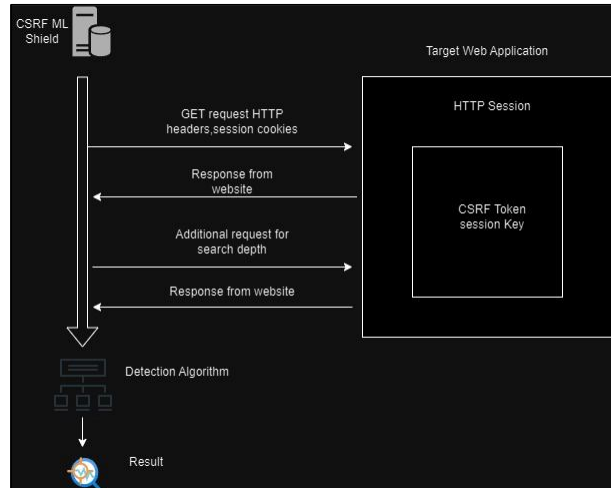 CSRF ML
Shield
Target Web Application
GET request HTTP
headers,session cookies
HTTP Session
Response from
website
CSRF Token
session Key
Additional request for
search depth
Response from website
Detection Algorithm
Result